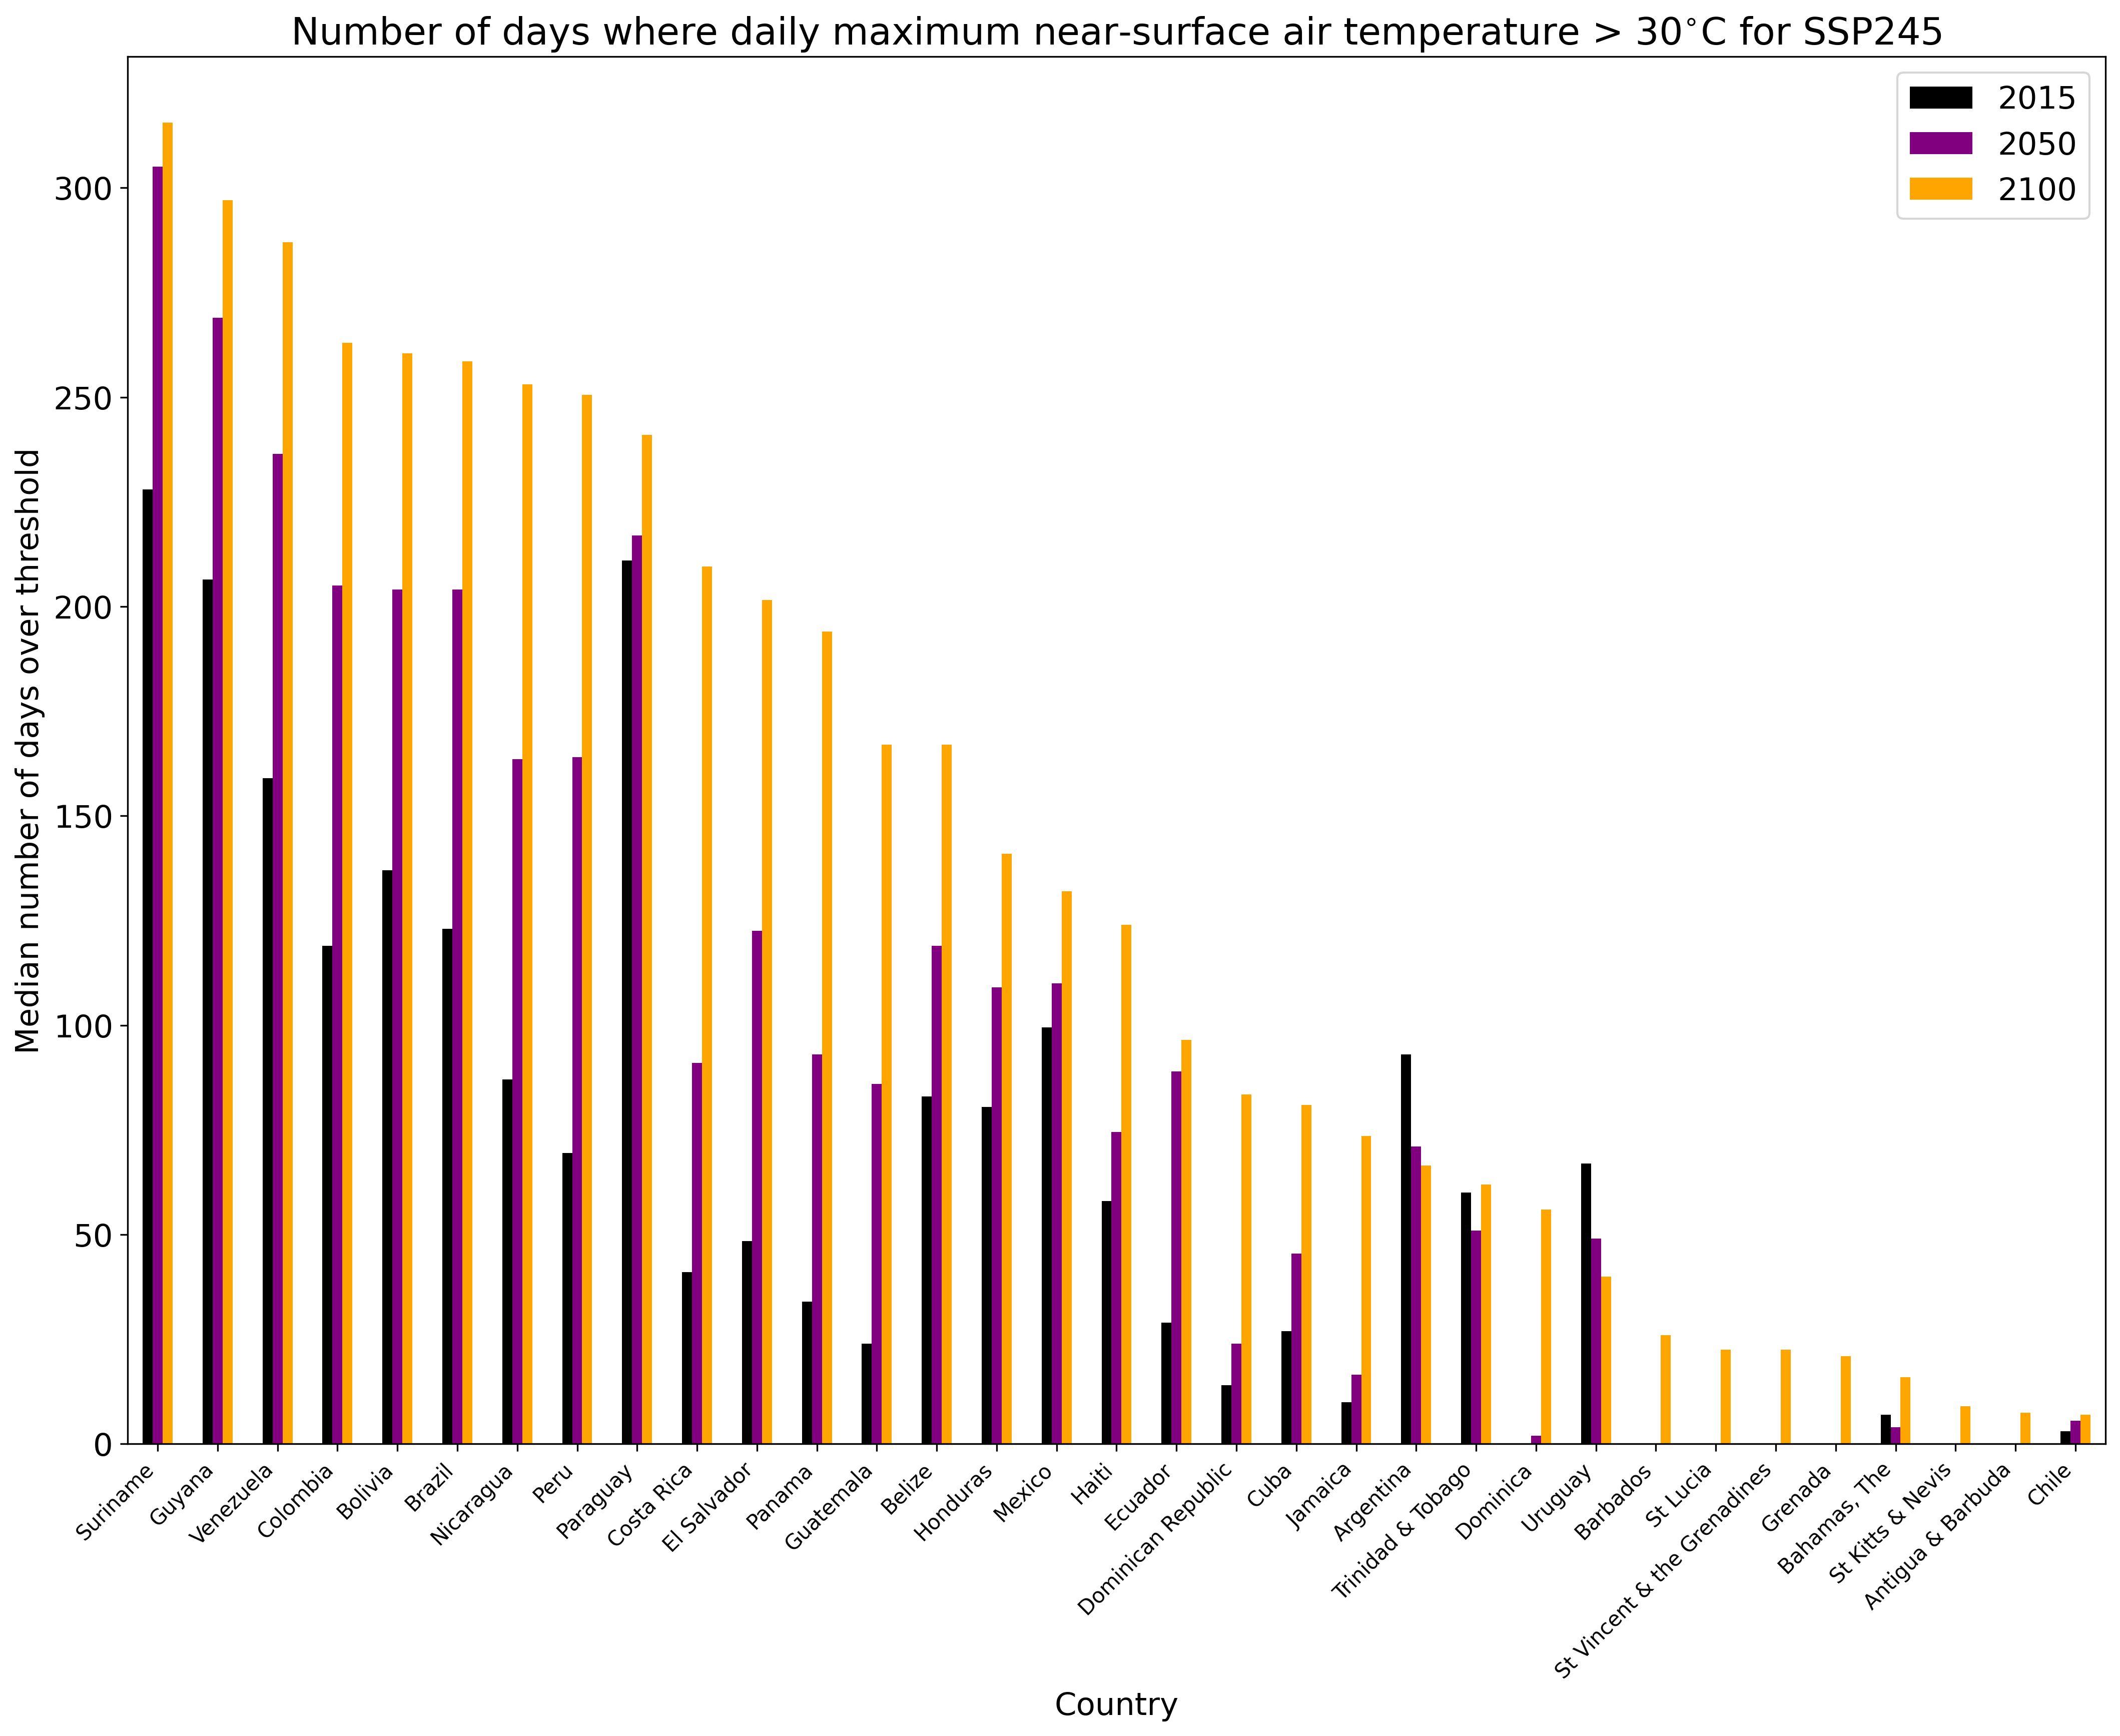 Number of days where daily maximum near-surface air temperature > 30°C for SSP245
2015
2050
2100
Median number of days over threshold
300
250
200
150
100
50
0
Suriname
Guyana
Venezuela
Colombia
Bolivia
Brazil
Nicaragua
Peru
Paraguay
Costa Rica
El Salvador
Panama
Guatemala
Belize
Honduras
Mexico
Haiti
Ecuador
Dominican Republic
Cuba
Jamaica
Argentina
Trinidad & Tobago
Dominica
Uruguay
Barbados
St Lucia
St Vincent & the Grenadines
Grenada
Bahamas, The
St Kitts & Nevis
Antigua & Barbuda
Chile
Country